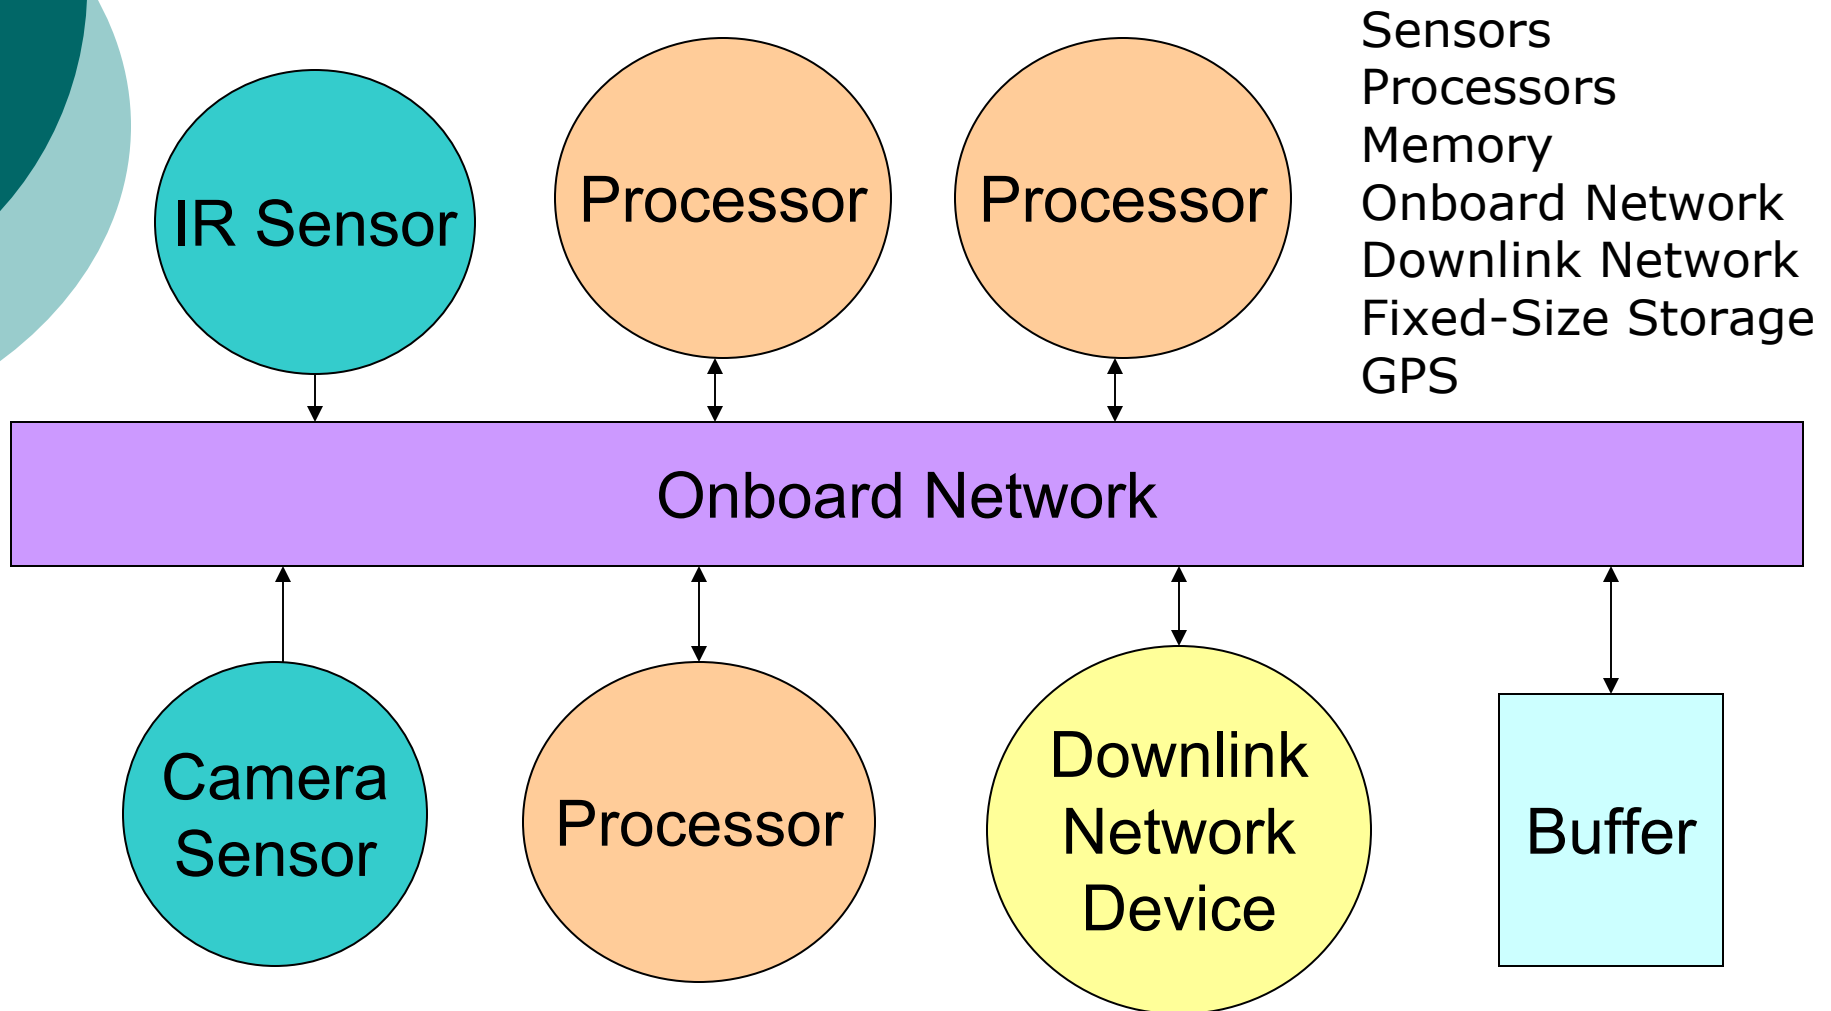 IR Sensor
Processor
Processor
Sensors
Processors
Memory
Onboard Network
Downlink Network
Fixed-Size Storage
GPS
Onboard Network
Camera
Sensor
Processor
Downlink
Network
Device
Buffer